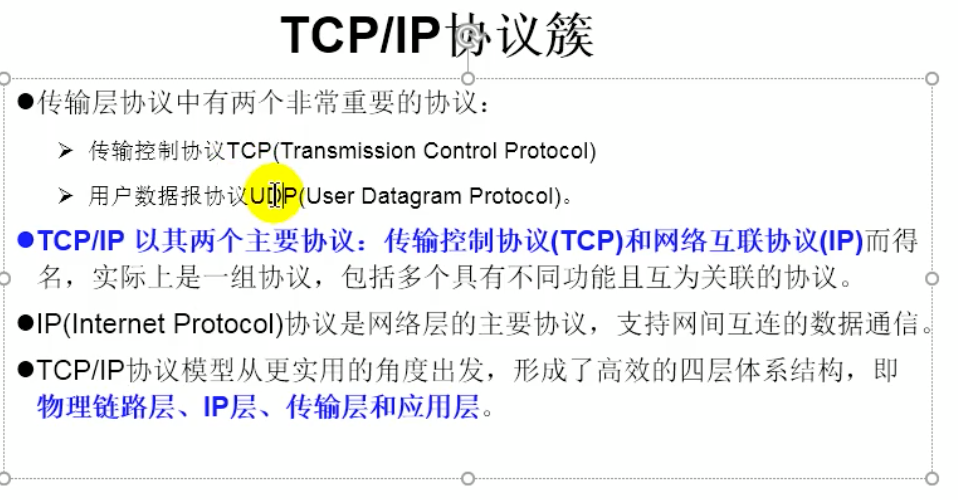 TCP/IP协议簇
●传输层协议中有两个非常重要的协议：
➢ 传输控制协议TCP(Transmission Control Protocol)
➢ 用户数据报协议UDP(User Datagram Protocol)。
●TCP/IP 以其两个主要协议：传输控制协议(TCP)和网络互联协议(IP)而得
名，实际上是一组协议，包括多个具有不同功能且互为关联的协议。
●IP(Internet Protocol)协议是网络层的主要协议，支持网间互连的数据通信。
●TCP/IP协议模型从更实用的角度出发，形成了高效的四层体系结构，即
物理链路层、IP层、传输层和应用层。